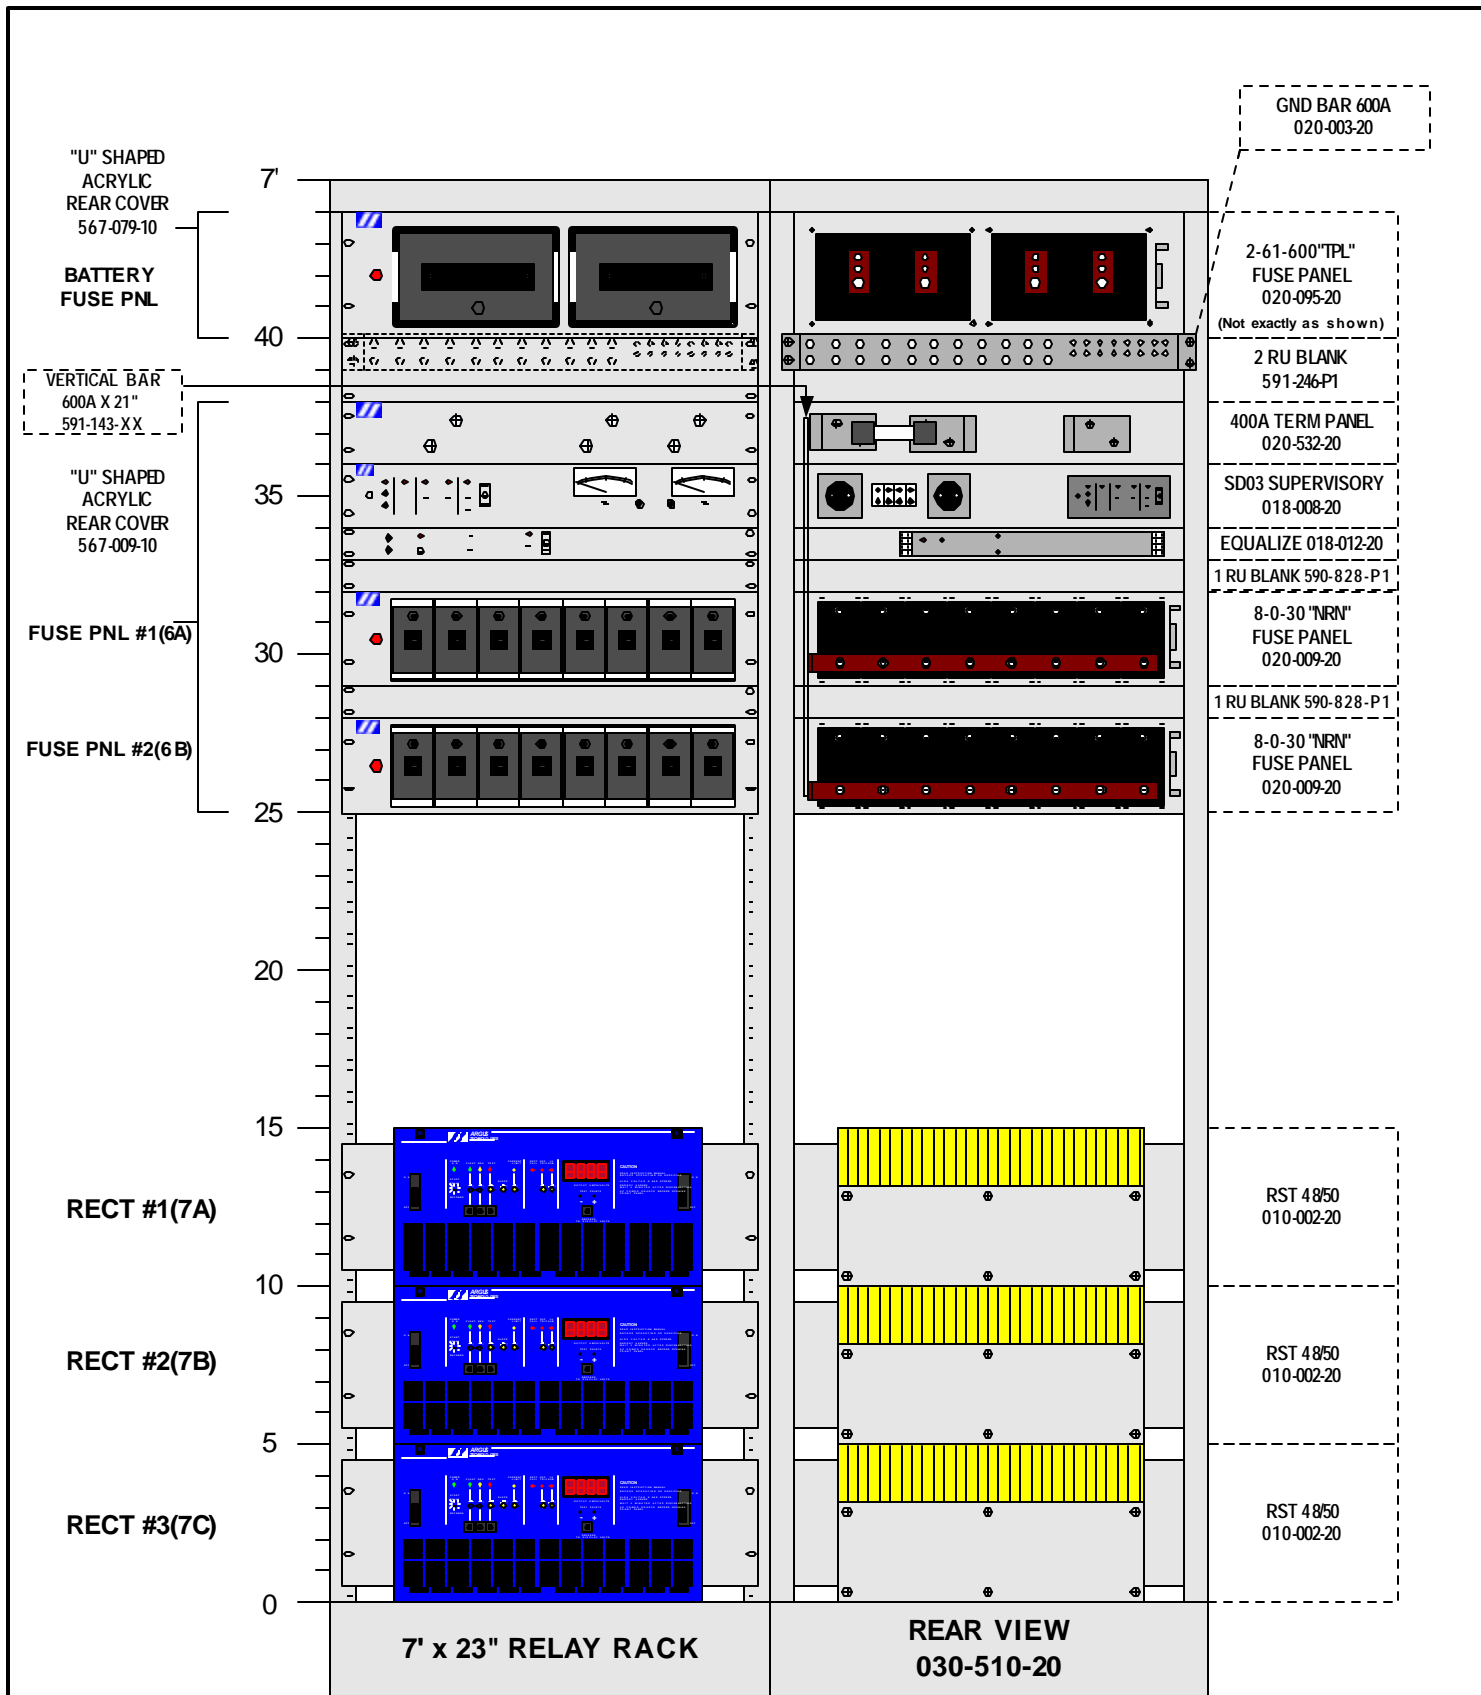 GND BAR 600A
020-003-20
"U" SHAPED
ACRYLIC
REAR COVER
567-079-10
BATTERY
FUSE PNL
7'
2-61-600"TPL"
FUSE PANEL
020-095-20
(Not exactly as shown)
40
2 RU BLANK
591-246-P1
VERTICAL BAR
600A X 21"
591-143-XX
400A TERM PANEL
020-532-20
"U" SHAPED
ACRYLIC
REAR COVER
567-009-10
35
SD03 SUPERVISORY
018-008-20
EQUALIZE 018-012-20
1 RU BLANK 590-828-P1
FUSE PNL #1(6A)
30
8-0-30 "NRN"
FUSE PANEL
020-009-20
1 RU BLANK 590-828-P1
FUSE PNL #2(6B)
8-0-30 "NRN"
FUSE PANEL
020-009-20
25
20
15
ARGUS
CAUTION
RECT #1(7A)
RST 48/50
010-002-20
10
ARGUS
CAUTION
RECT #2(7B)
RST 48/50
010-002-20
5
ARGUS
CAUTION
RECT #3(7C)
RST 48/50
010-002-20
0
7' x 23" RELAY RACK
REAR VIEW
030-510-20